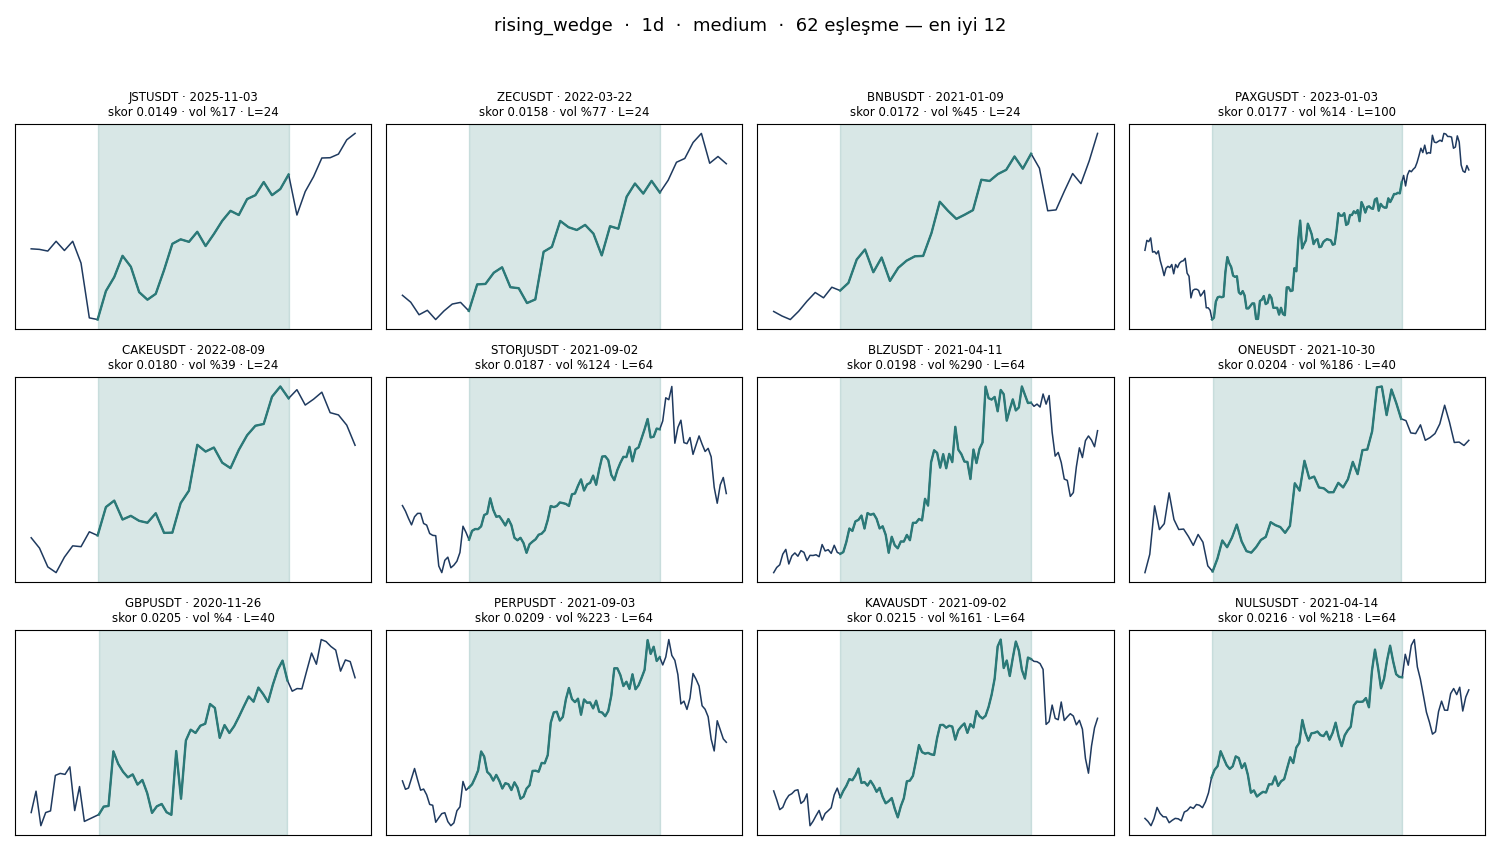 rising_wedge · 1d · medium · 62 eşleşme — en iyi 12
JSTUSDT · 2025-11-03
skor 0.0149 · vol %17 · L=24
ZECUSDT · 2022-03-22
skor 0.0158 · vol %77 · L=24
BNBUSDT · 2021-01-09
skor 0.0172 · vol %45 · L=24
PAXGUSDT · 2023-01-03
skor 0.0177 · vol %14 · L=100
CAKEUSDT · 2022-08-09
skor 0.0180 · vol %39 · L=24
STORJUSDT · 2021-09-02
skor 0.0187 · vol %124 · L=64
BLZUSDT · 2021-04-11
skor 0.0198 · vol %290 · L=64
ONEUSDT · 2021-10-30
skor 0.0204 · vol %186 · L=40
GBPUSDT · 2020-11-26
skor 0.0205 · vol %4 · L=40
PERPUSDT · 2021-09-03
skor 0.0209 · vol %223 · L=64
KAVAUSDT · 2021-09-02
skor 0.0215 · vol %161 · L=64
NULSUSDT · 2021-04-14
skor 0.0216 · vol %218 · L=64